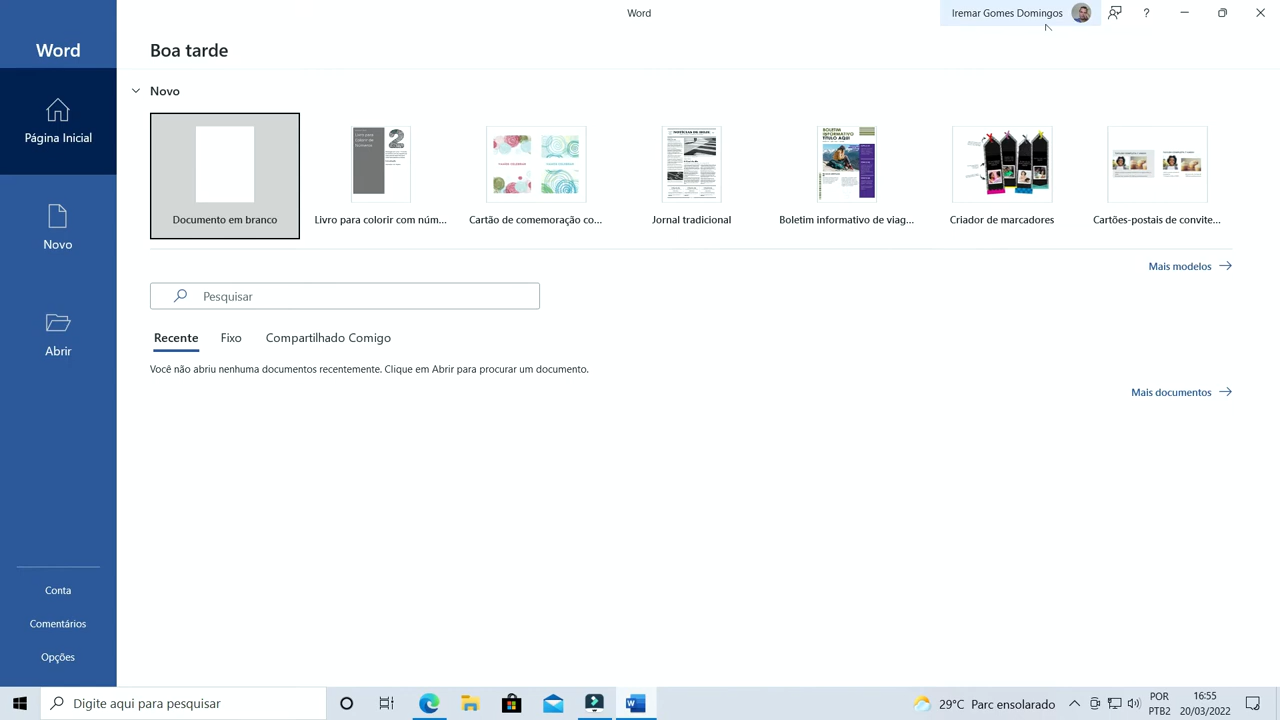 Word
Iremar Gomes Domingos
?
Word
Boa tarde
Página Inicial
Novo
Abrir
Conta
Comentários
Opções
Novo
Documento em branco
Livro para colorir com núm...
Cartão de comemoração co...
Jornal tradicional
Boletim informativo de viag...
Criador de marcadores
Cartões-postais de convite...
Mais modelos
Pesquisar
Recente Fixo Compartilhado Comigo
Você não abriu nenhuma documentos recentemente. Clique em Abrir para procurar um documento.
Mais documentos
Digite aqui para pesquisar
29°C Parc ensolarado
POR
PTB2
16:55
20/03/2022